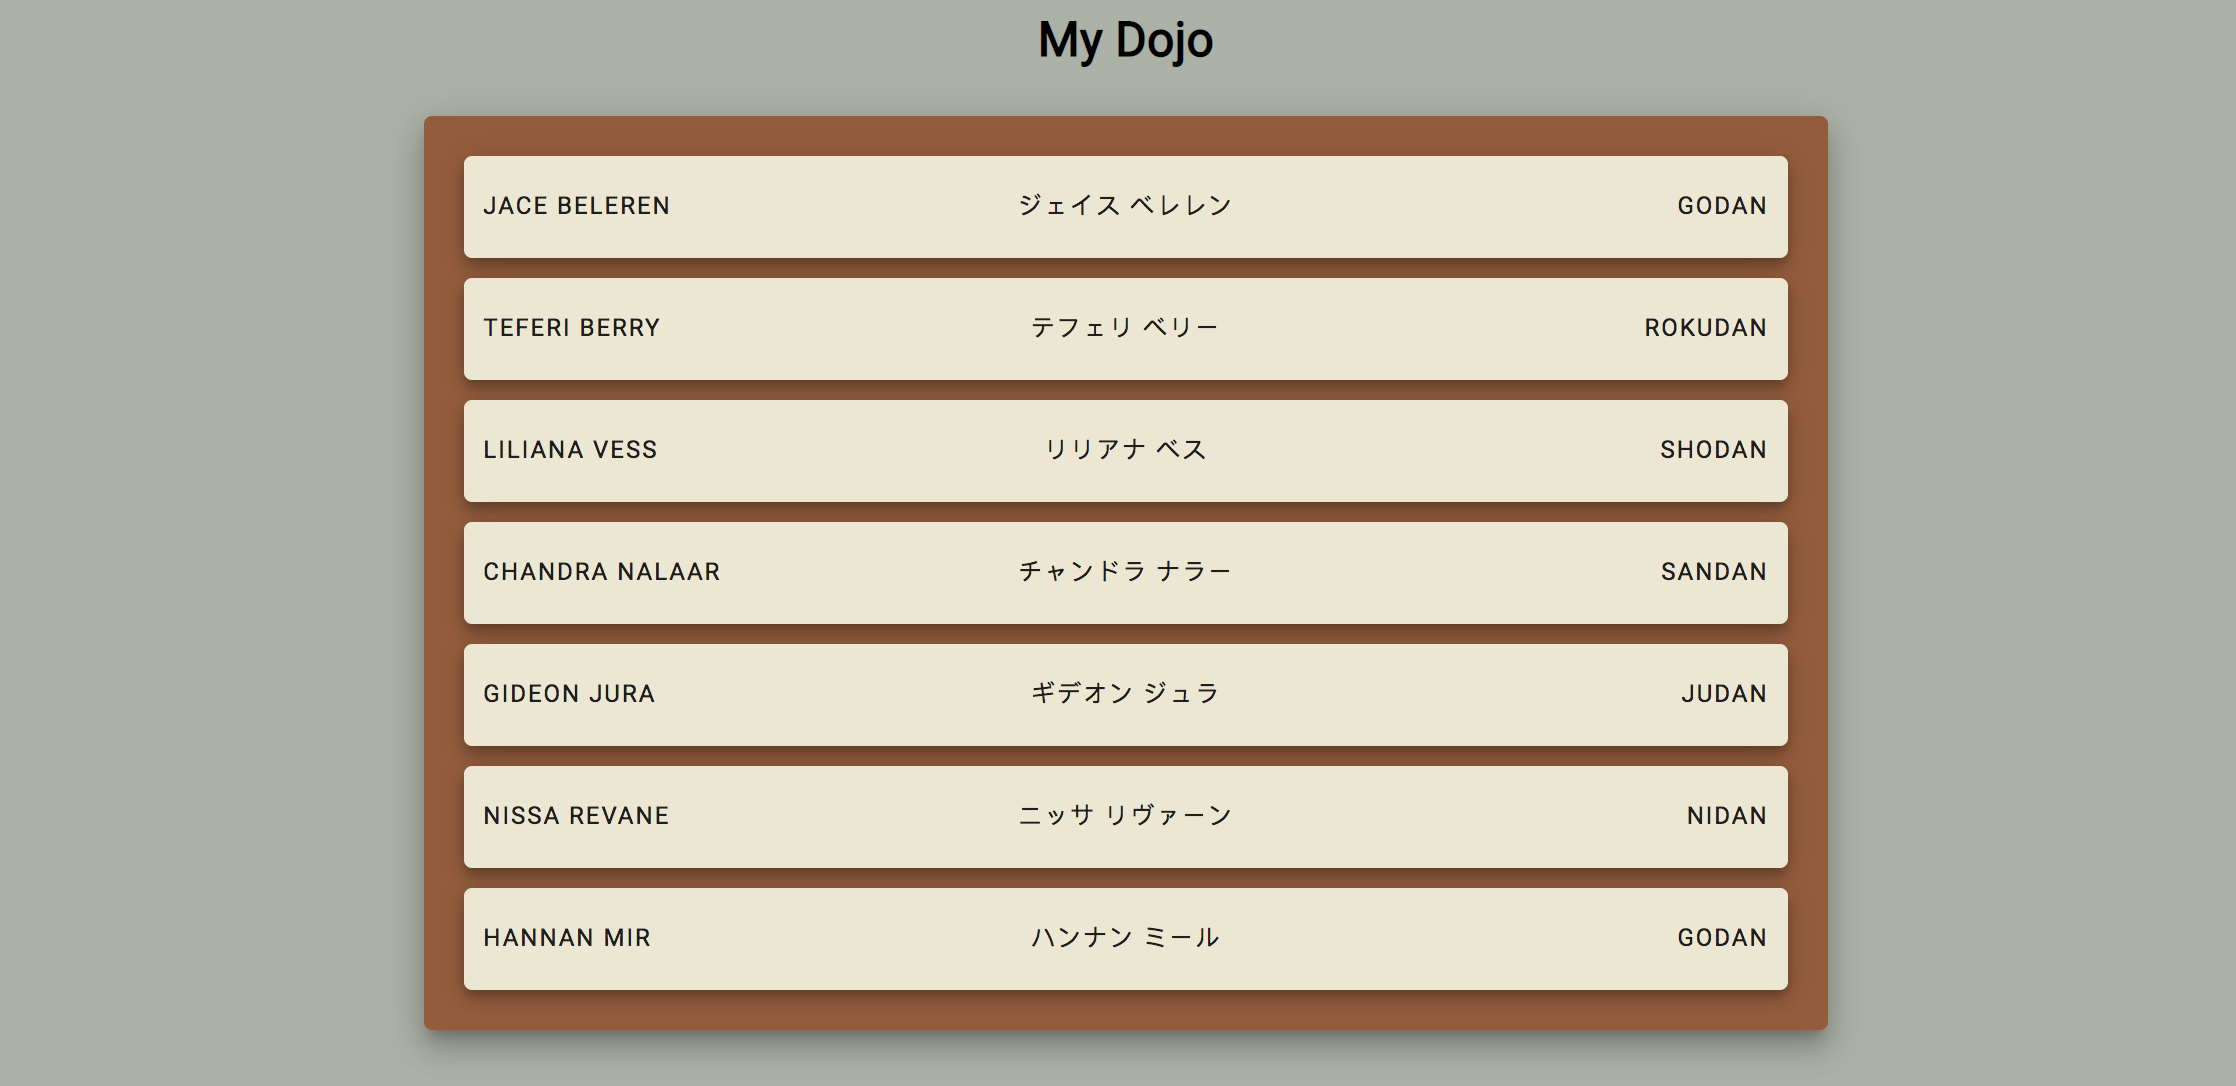 My Dojo
JACE BELEREN ジェイス ベレレン GODAN
TEFERI BERRY テフェリ ベリー ROKUDAN
LILIANA VESS リリアナ ベス SHODAN
CHANDRA NALAAR チャンドラ ナラー SANDAN
GIDEON JURA ギデオン ジュラ JUDAN
NISSA REVANE ニッサ リヴァーン NIDAN
HANNAN MIR ハンナン ミール GODAN